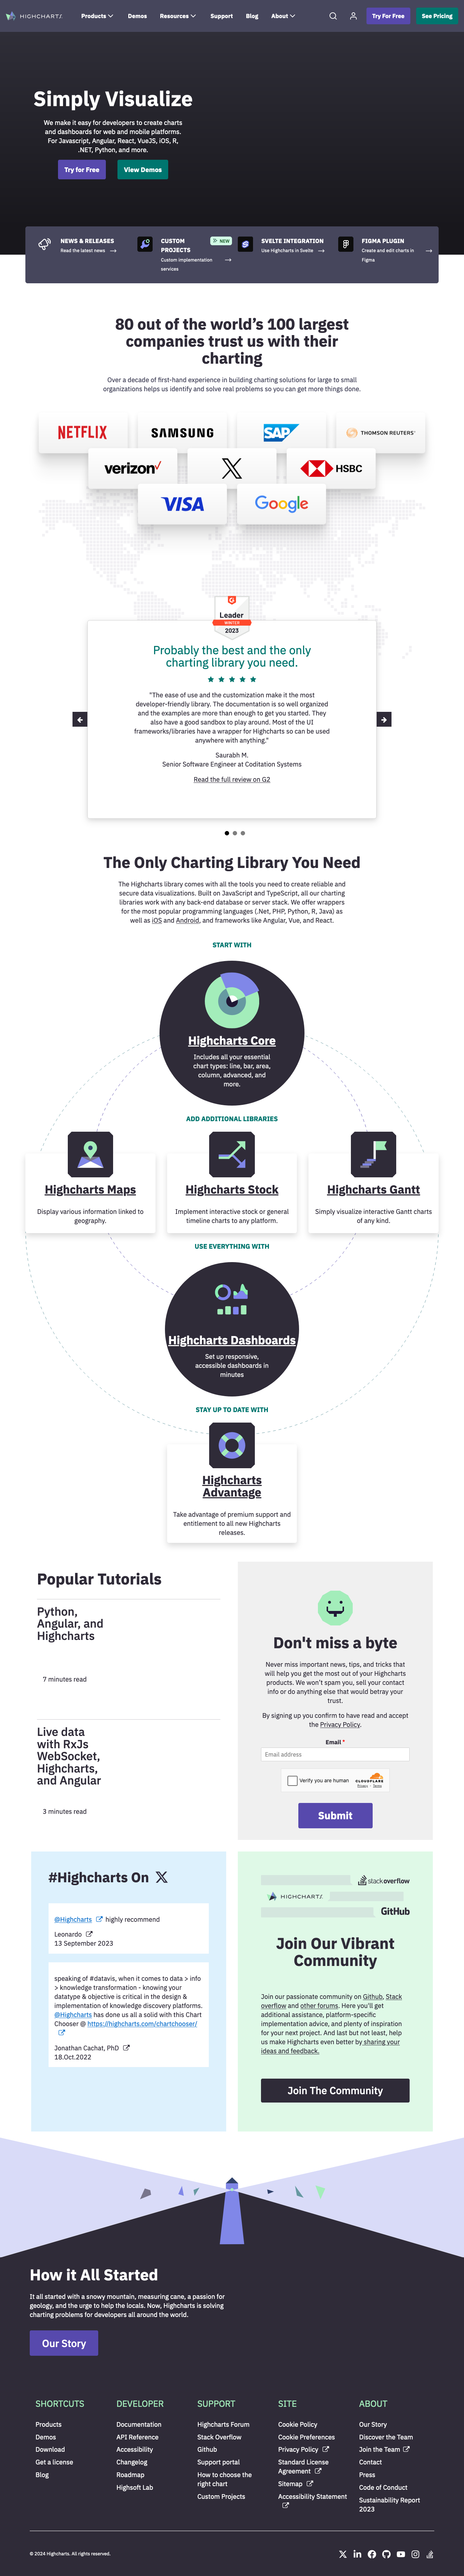 HIGHCHARTS Products Demos Resources Support Blog About Try For Free See Pricing
Simply Visualize
We make it easy for developers to create charts
and dashboards for web and mobile platforms.
For Javascript, Angular, React, VueJS, iOS, R,
.NET, Python, and more.
Try for Free View Demos
NEWS & RELEASES
Read the latest news
CUSTOM
PROJECTS
NEW
Custom implementation
services
SVELTE INTEGRATION
Use Highcharts in Svelte
FIGMA PLUGIN
Create and edit charts in
Figma
80 out of the world's 100 largest
companies trust us with their
charting
Over a decade of first-hand experience in building charting solutions for large to small
organizations helps us identify and solve real problems so you can get more things done.
NETFLIX SAMSUNG SAP THOMSON REUTERS
verizon X HSBC
VISA Google
Leader
WINTER
2023
Probably the best and the only
charting library you need.
"The ease of use and the customization make it the most
developer-friendly library. The documentation is so well organized
and the examples are more than enough to get you started. They
also have a good sandbox to play around. Most of the UI
frameworks/libraries have a wrapper for Highcharts so can be used
anywhere with anything."
Saurabh M.
Senior Software Engineer at Coditation Systems
Read the full review on G2
The Only Charting Library You Need
The Highcharts library comes with all the tools you need to create reliable and
secure data visualizations. Built on JavaScript and TypeScript, all our charting
libraries work with any back-end database or server stack. We offer wrappers
for the most popular programming languages (.Net, PHP, Python, R, Java) as
well as iOS and Android, and frameworks like Angular, Vue, and React.
START WITH
Highcharts Core
Includes all your essential
chart types: line, bar, area,
column, advanced, and
more.
ADD ADDITIONAL LIBRARIES
Highcharts Maps
Display various information linked to
geography.
Highcharts Stock
Implement interactive stock or general
timeline charts to any platform.
Highcharts Gantt
Simply visualize interactive Gantt charts
of any kind.
USE EVERYTHING WITH
Highcharts Dashboards
Set up responsive,
accessible dashboards in
minutes
STAY UP TO DATE WITH
Highcharts
Advantage
Take advantage of premium support and
entitlement to all new Highcharts
releases.
Popular Tutorials
Python,
Angular, and
Highcharts
7 minutes read
Live data
with RxJs
WebSocket,
Highcharts,
and Angular
3 minutes read
Don't miss a byte
Never miss important news, tips, and tricks that
will help you get the most out of your Highcharts
products. We won't spam you, sell your contact
info or do anything else that would betray your
trust.
By signing up you confirm to have read and accept
the Privacy Policy.
Email *
Email address
Verify you are human
CLOUDFLARE
Privacy • Terms
Submit
#Highcharts On X
@Highcharts highly recommend
Leonardo
13 September 2023
speaking of #datavis, when it comes to data > info
> knowledge transformation - knowing your
datatype & objective is critical in the design &
implementation of knowledge discovery platforms.
@Highcharts has done us all a solid with this Chart
Chooser @ https://highcharts.com/chartchooser/
Jonathan Cachat, PhD
18.Oct.2022
stackoverflow
HIGHCHARTS
GitHub
Join Our Vibrant
Community
Join our passionate community on Github, Stack
overflow and other forums. Here you'll get
additional assistance, platform-specific
implementation advice, and plenty of inspiration
for your next project. And last but not least, help
us make Highcharts even better by sharing your
ideas and feedback.
Join The Community
How it All Started
It all started with a snowy mountain, measuring cane, a passion for
geology, and the urge to help the locals. Now, Highcharts is solving
charting problems for developers all around the world.
Our Story
SHORTCUTS
Products
Demos
Download
Get a license
Blog
DEVELOPER
Documentation
API Reference
Accessibility
Changelog
Roadmap
Highsoft Lab
SUPPORT
Highcharts Forum
Stack Overflow
Github
Support portal
How to choose the
right chart
Custom Projects
SITE
Cookie Policy
Cookie Preferences
Privacy Policy
Standard License
Agreement
Sitemap
Accessibility Statement
ABOUT
Our Story
Discover the Team
Join the Team
Contact
Press
Code of Conduct
Sustainability Report
2023
© 2024 Highcharts. All rights reserved.